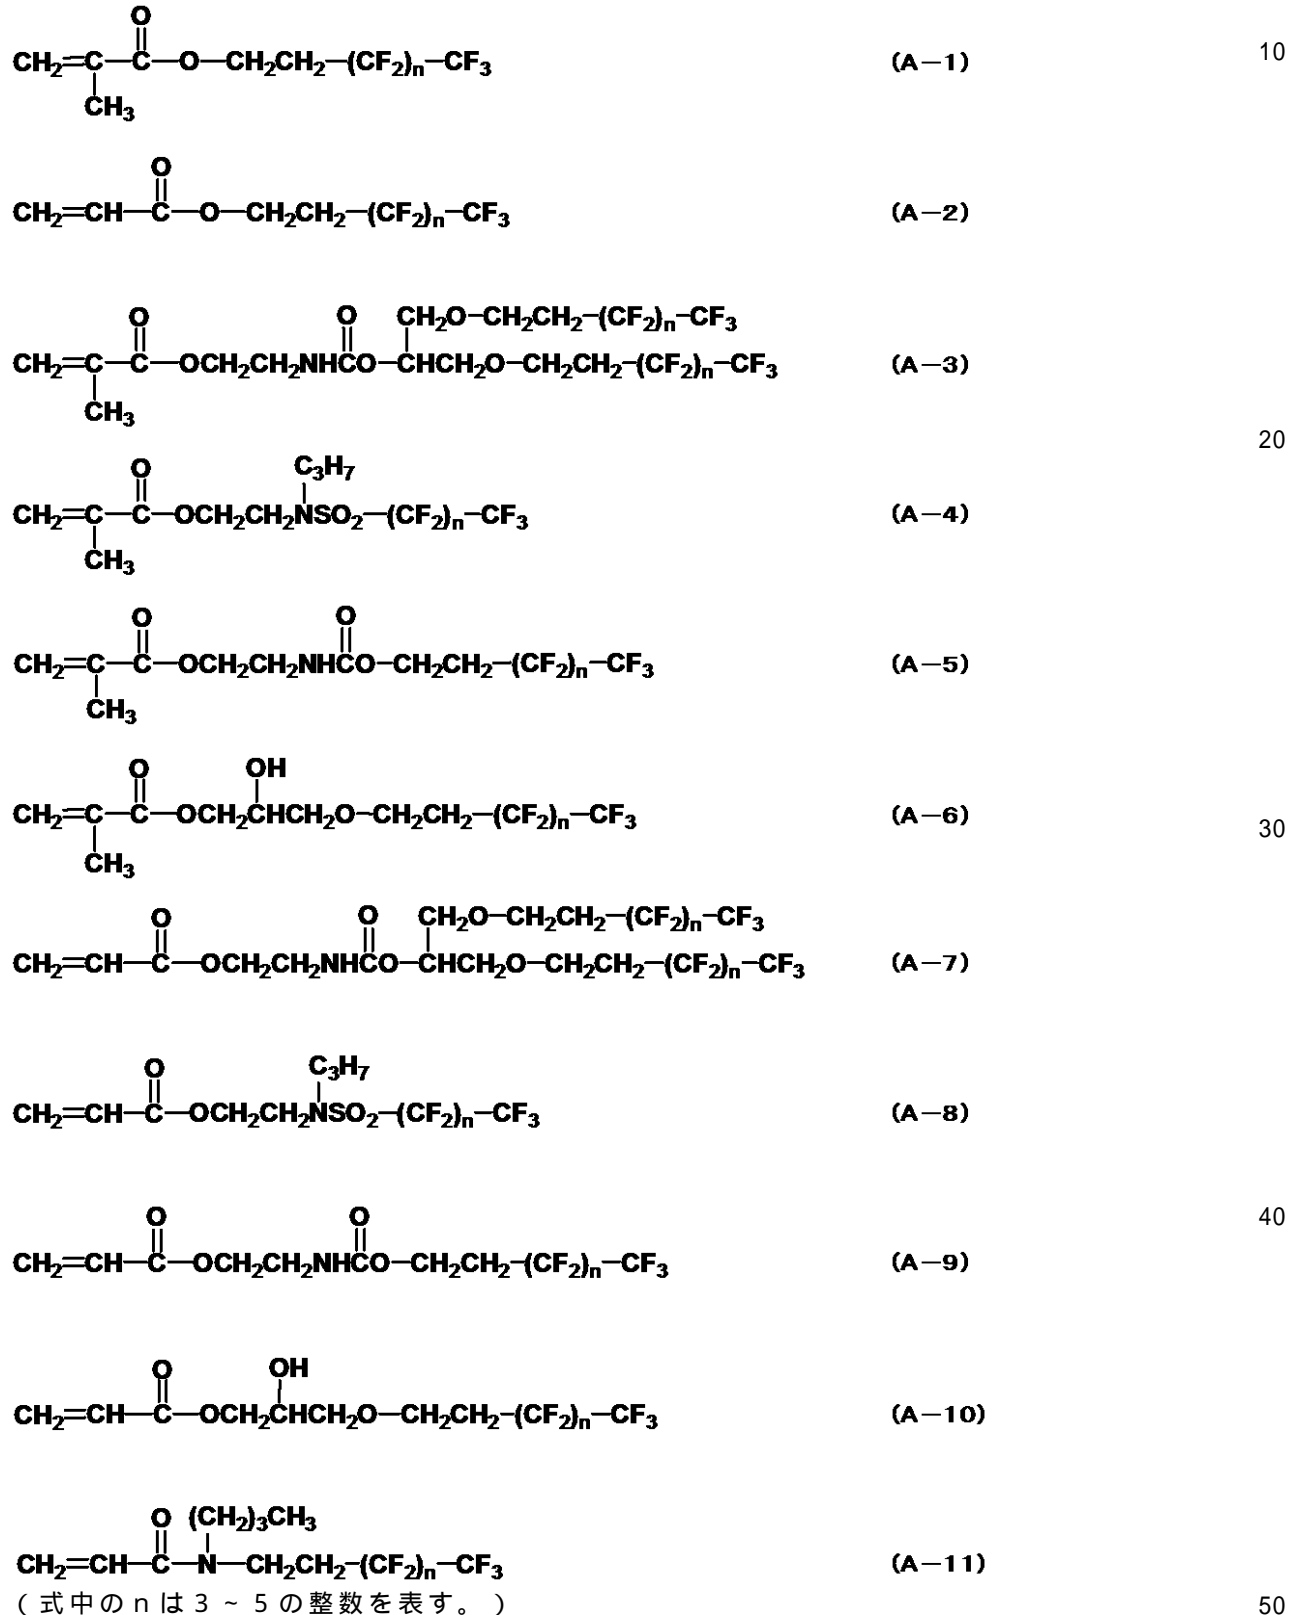 O
CH2=C—C—O—CH2CH2—(CF2)n—CF3 (A−1) 10
CH3
O
CH2=CH—C—O—CH2CH2—(CF2)n—CF3 (A−2)
O O CH2O—CH2CH2—(CF2)n—CF3
CH2=C—C—OCH2CH2NHCO—CHCH2O—CH2CH2—(CF2)n—CF3 (A−3)
CH3
20
O C3H7
CH2=C—C—OCH2CH2NSO2—(CF2)n—CF3 (A−4)
CH3
O O
CH2=C—C—OCH2CH2NHCO—CH2CH2—(CF2)n—CF3 (A−5)
CH3
O OH
CH2=C—C—OCH2CHCH2O—CH2CH2—(CF2)n—CF3 (A−6)
30
CH3
O O CH2O—CH2CH2—(CF2)n—CF3
CH2=CH—C—OCH2CH2NHCO—CHCH2O—CH2CH2—(CF2)n—CF3 (A−7)
O C3H7
CH2=CH—C—OCH2CH2NSO2—(CF2)n—CF3 (A−8)
O O 40
CH2=CH—C—OCH2CH2NHCO—CH2CH2—(CF2)n—CF3 (A−9)
O OH
CH2=CH—C—OCH2CHCH2O—CH2CH2—(CF2)n—CF3 (A−10)
O (CH2)3CH3
CH2=CH—C—N—CH2CH2—(CF2)n—CF3 (A−11)
(式中のnは3~5の整数を表す。) 50